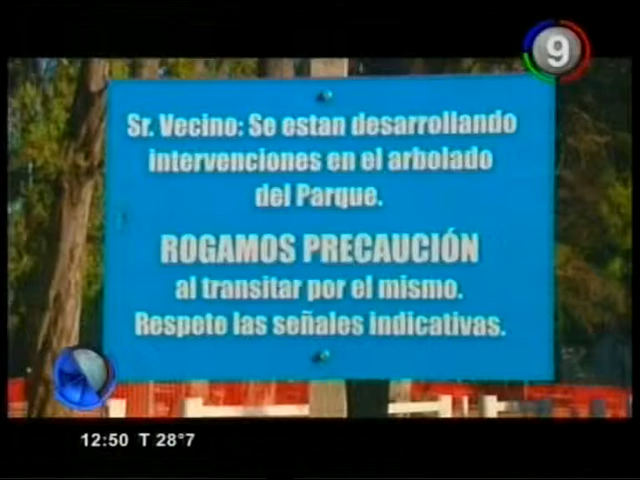 9
Sr. Vecino: Se estan desarrollando
intervenciones en el arbolado
del Parque.
ROGAMOS PRECAUCIÓN
al transitar por el mismo.
Respete las señales indicativas.
12:50 T 28°7